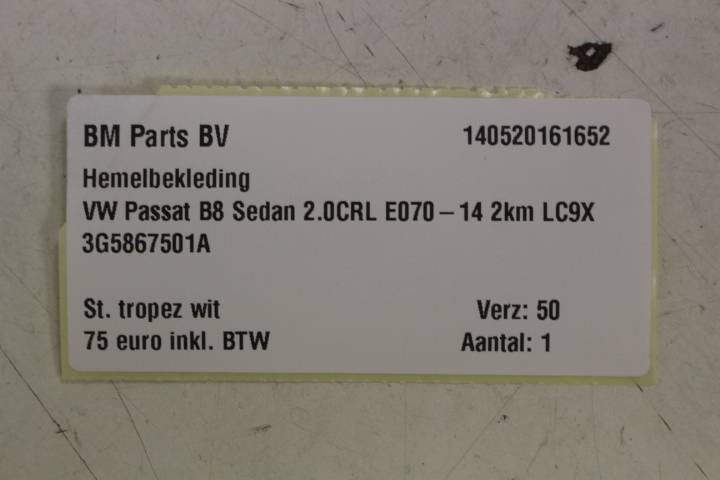 BM Parts BV 140520161652
Hemelbekleding
VW Passat B8 Sedan 2.0CRL E070 – 14 2km LC9X
3G5867501A
St. tropez wit Verz: 50
75 euro inkl. BTW Aantal: 1